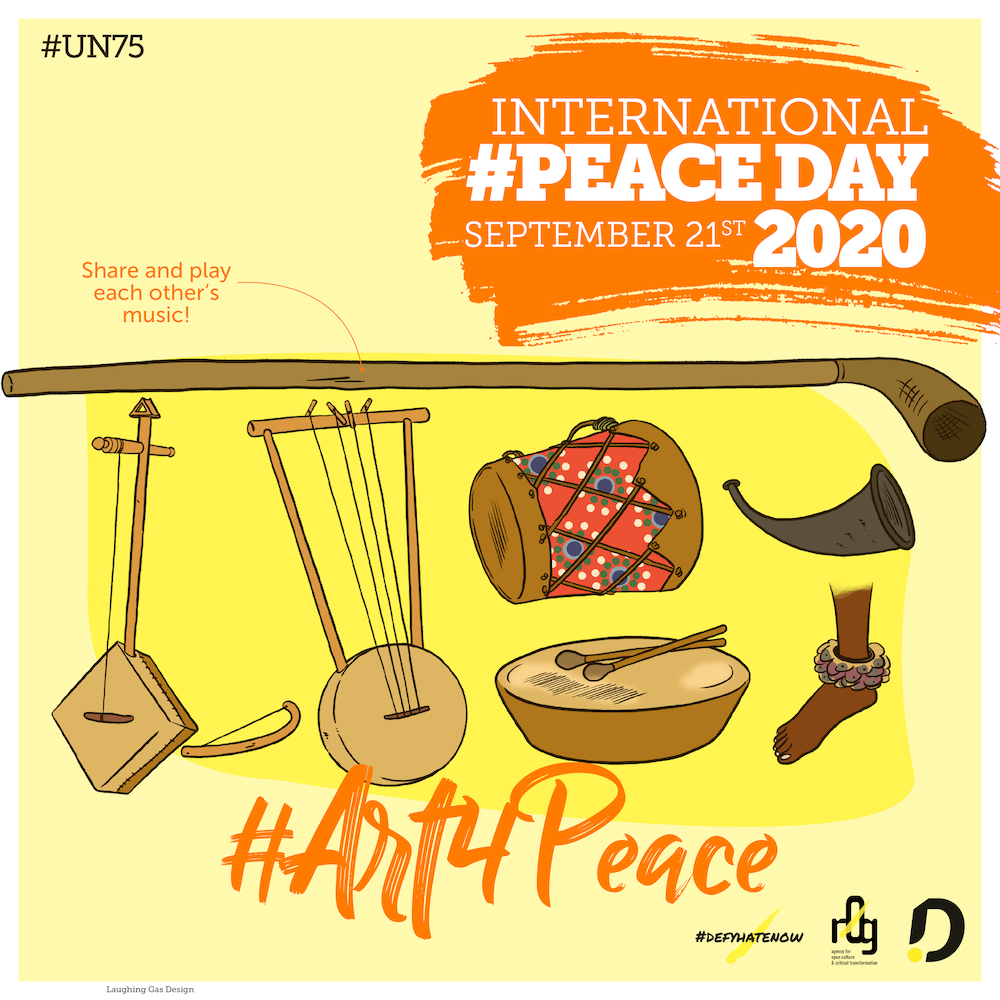 #UN75
INTERNATIONAL
#PEACE DAY
SEPTEMBER 21ST 2020
Share and play
each other's
music!
#Art4Peace
#DEFYHATENOW
r0g
agency for
open culture
& critical transformation
Laughing Gas Design